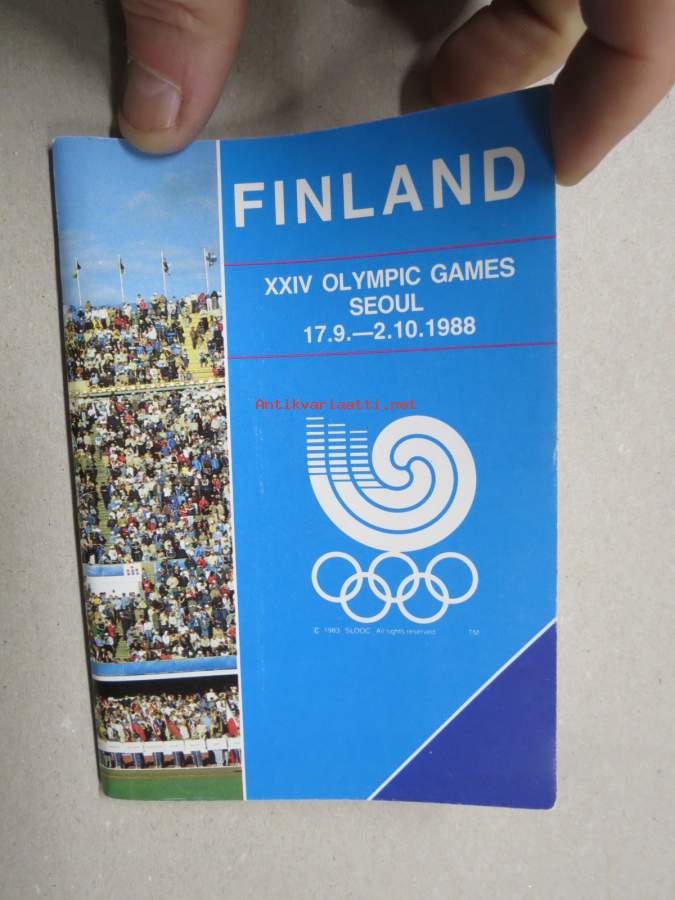 FINLAND
XXIV OLYMPIC GAMES
SEOUL
17.9.—2.10.1988
Antikvariaatti.net
© 1983 SLOOC All rights reserved TM